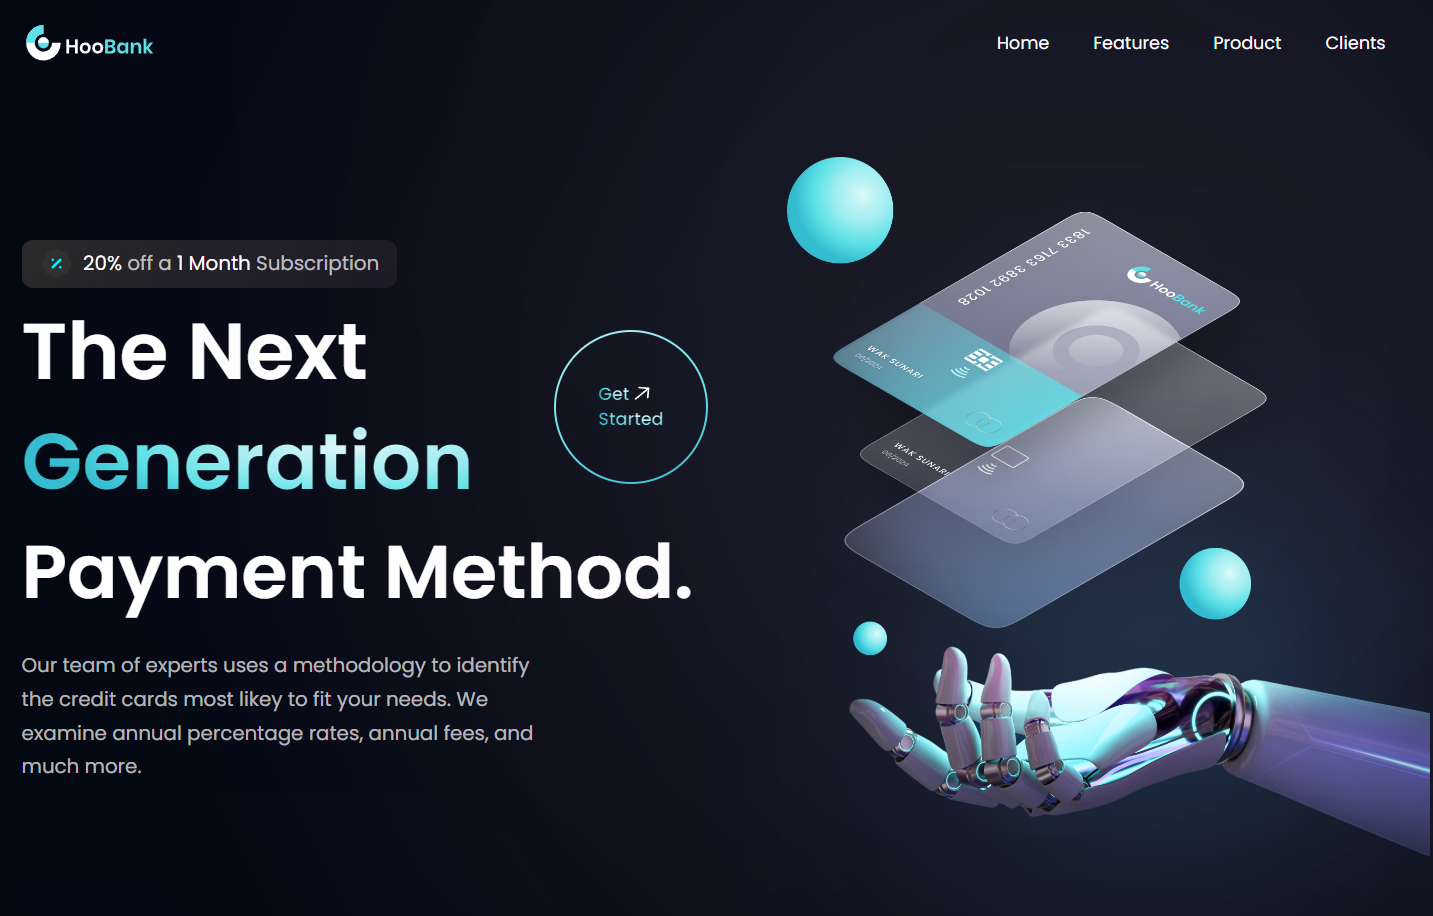 HooBank
Home Features Product Clients
20% off a 1 Month Subscription
The Next
Generation
Payment Method.
Get
Started
Our team of experts uses a methodology to identify
the credit cards most likey to fit your needs. We
examine annual percentage rates, annual fees, and
much more.
1833 7163 3892 1028
HooBank
WAK SUNARI
06/2024
WAK SUNARI
06/2024